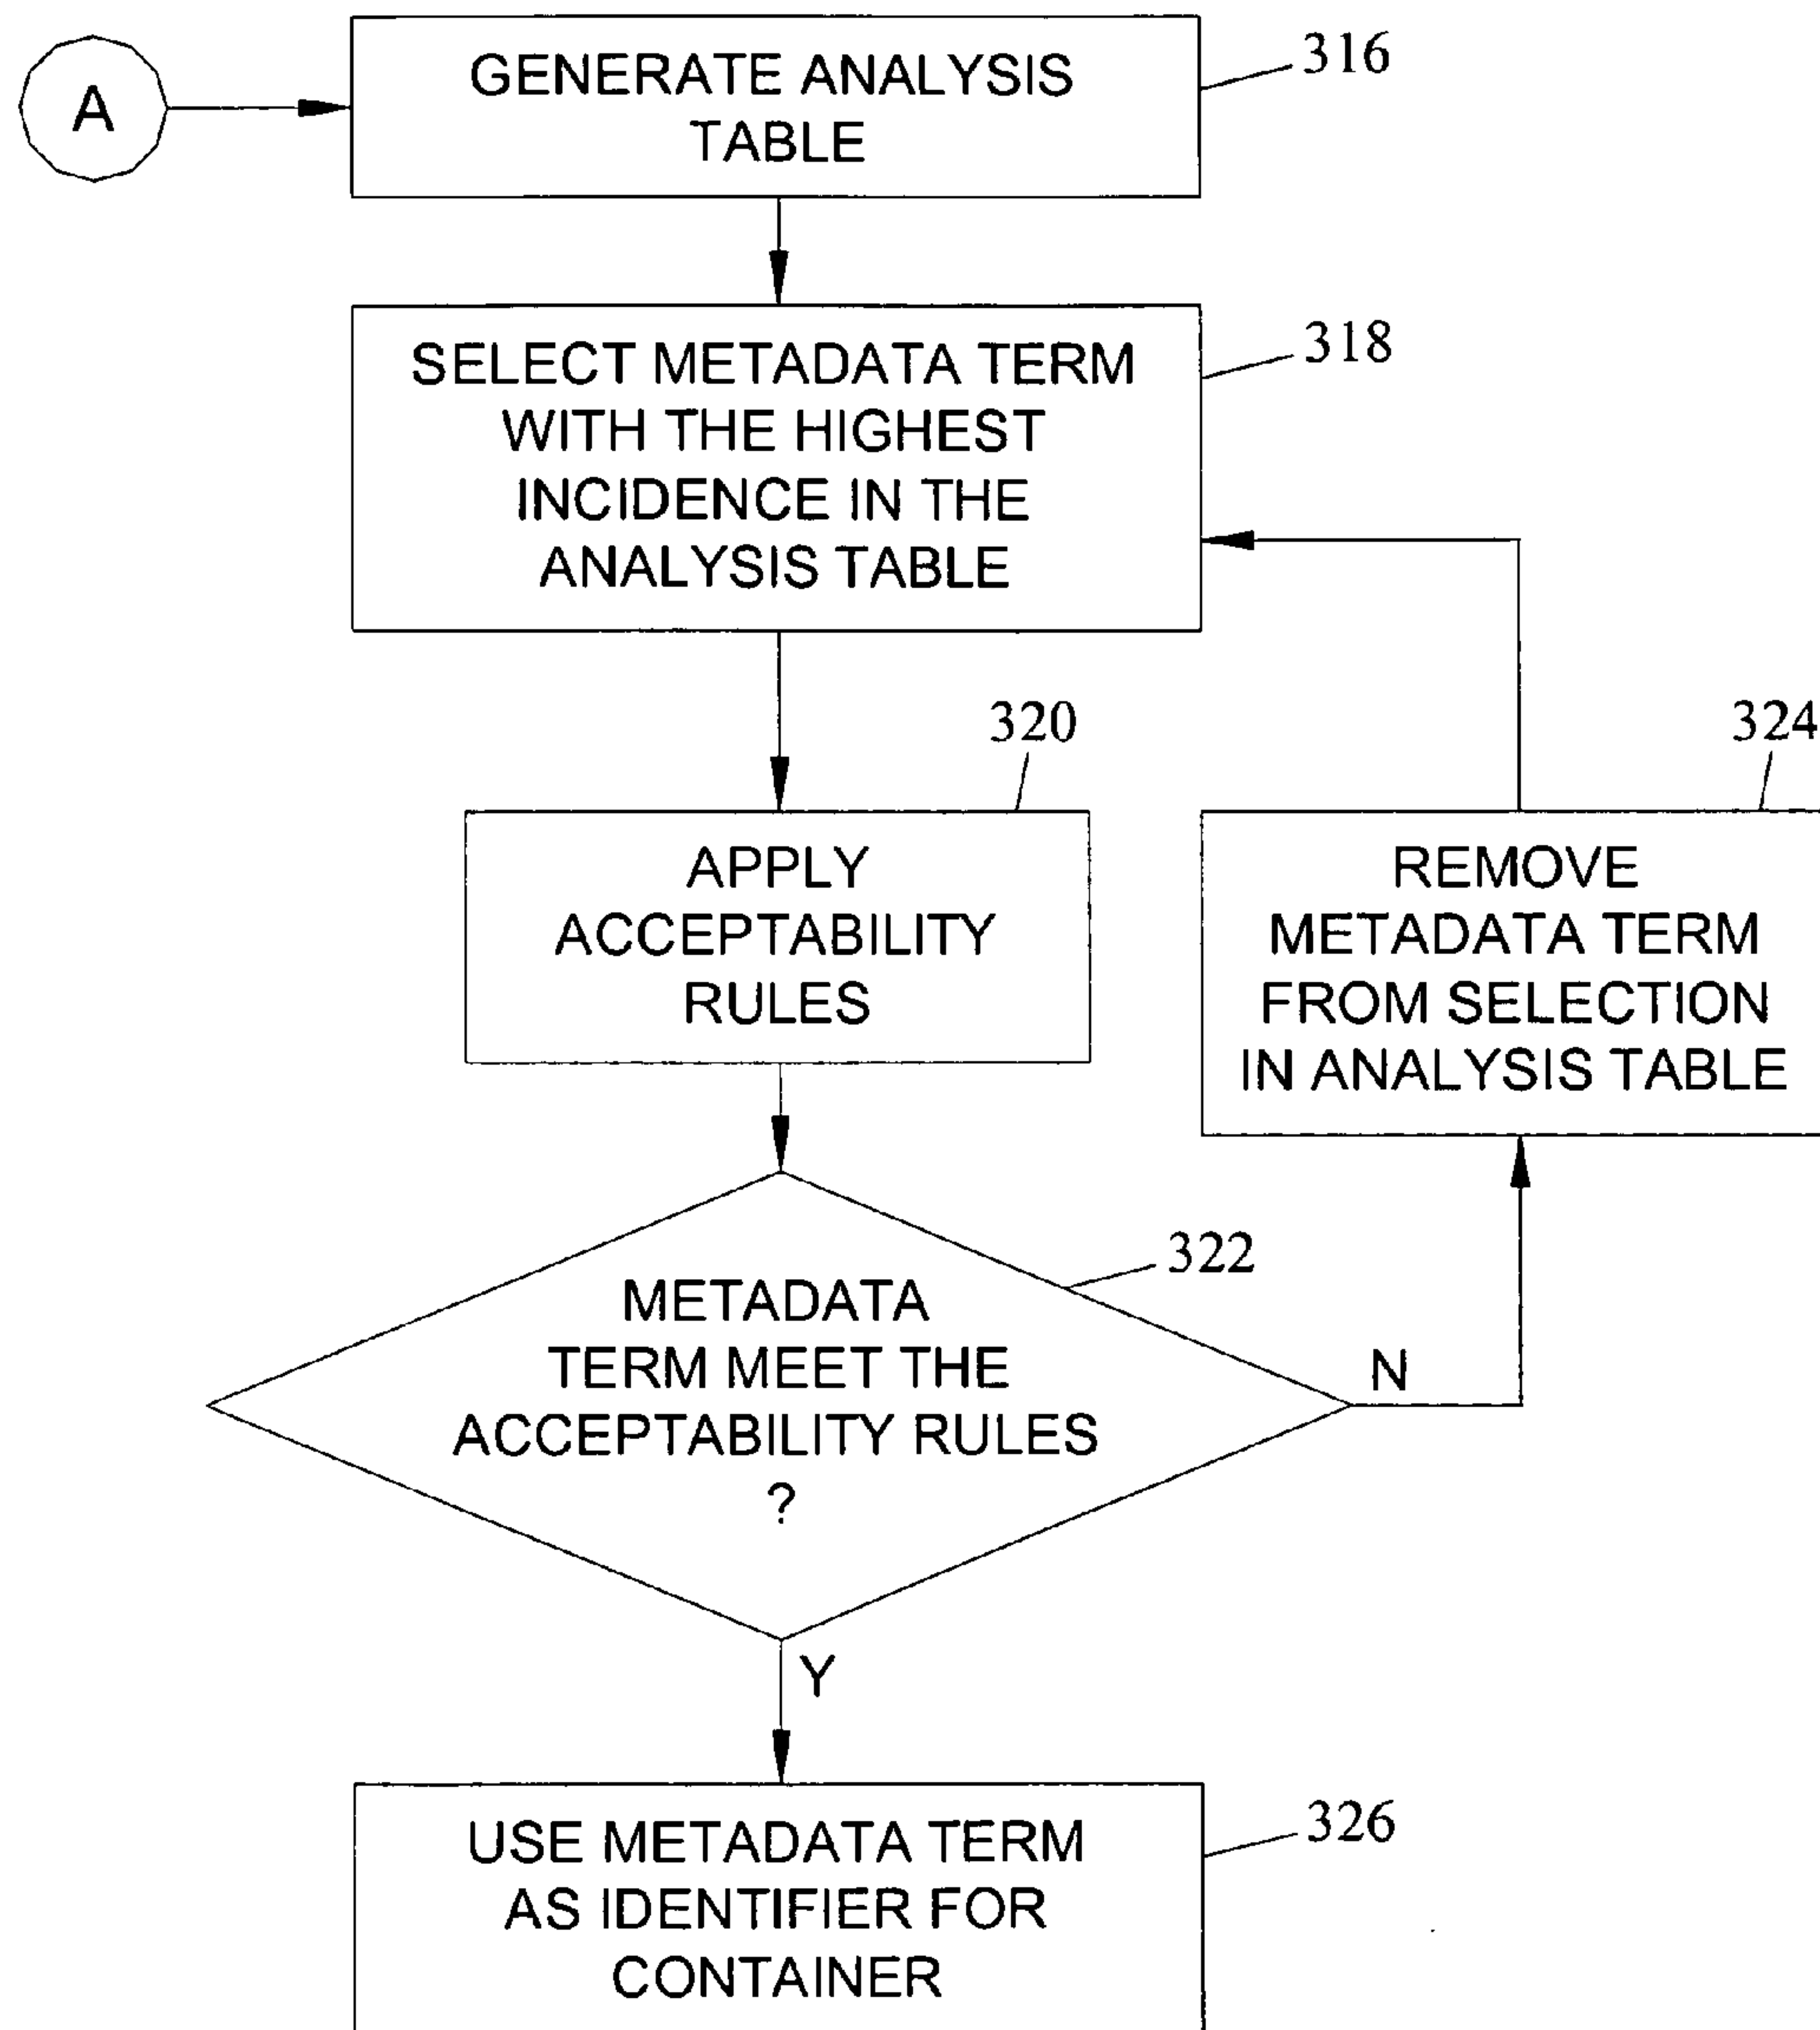 A
GENERATE ANALYSIS
TABLE
316
SELECT METADATA TERM
WITH THE HIGHEST
INCIDENCE IN THE
ANALYSIS TABLE
318
320
APPLY
ACCEPTABILITY
RULES
324
REMOVE
METADATA TERM
FROM SELECTION
IN ANALYSIS TABLE
322
METADATA
TERM MEET THE
ACCEPTABILITY RULES
?
N
Y
USE METADATA TERM
AS IDENTIFIER FOR
CONTAINER
326